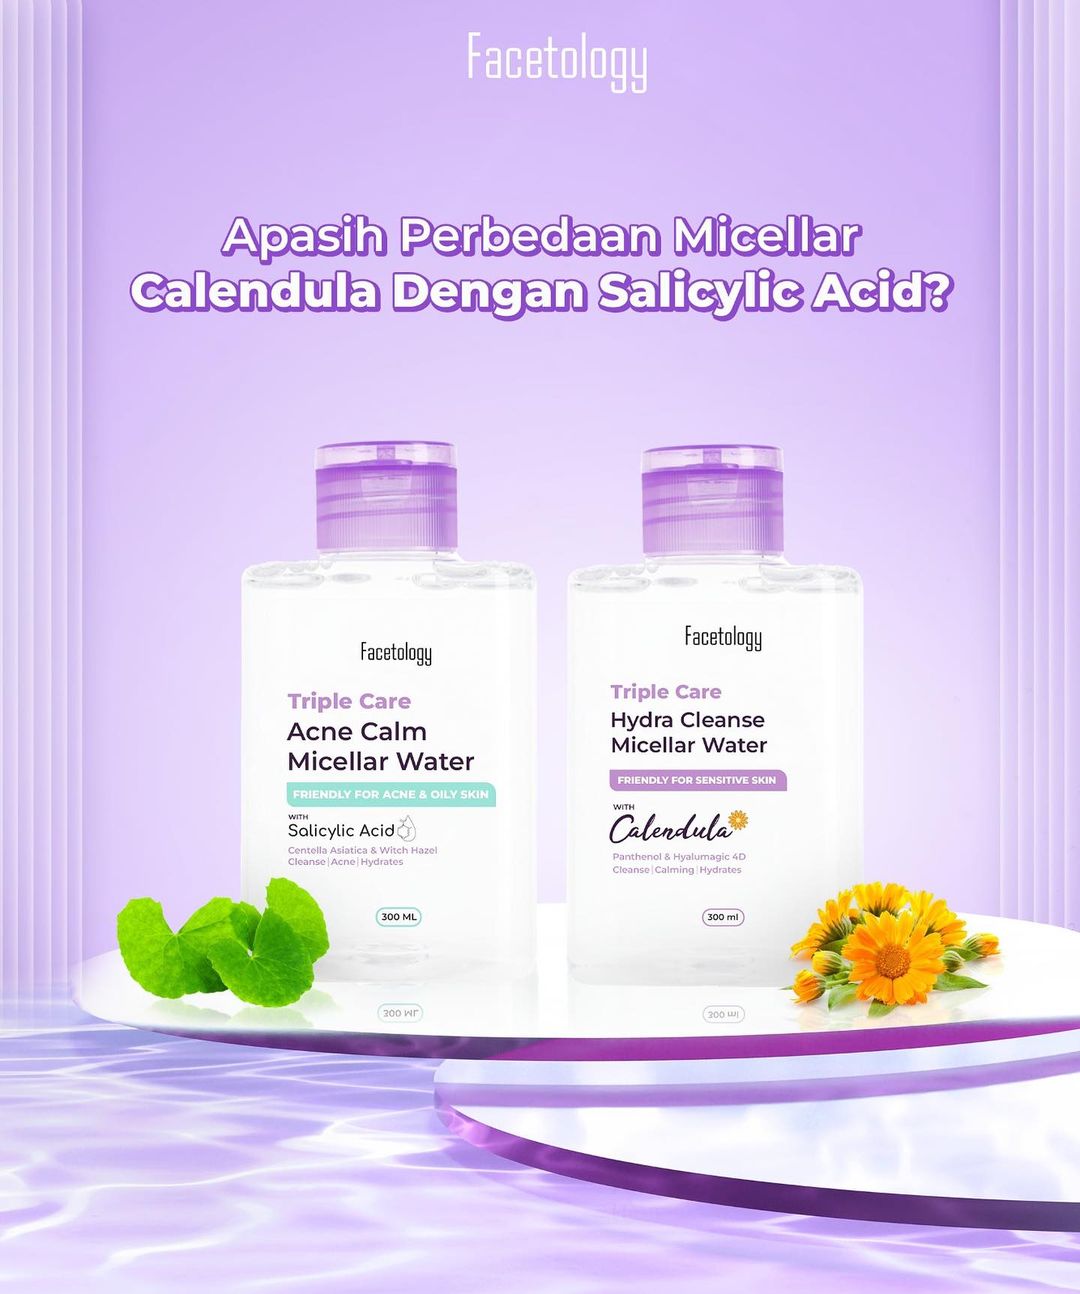 Facetology
Apasih Perbedaan Micellar
Calendula Dengan Salicylic Acid?
Facetology
Triple Care
Acne Calm
Micellar Water
FRIENDLY FOR ACNE & OILY SKIN
WITH
Salicylic Acid
Centella Asiatica & Witch Hazel
Cleanse | Acne | Hydrates
300 ML
Facetology
Triple Care
Hydra Cleanse
Micellar Water
FRIENDLY FOR SENSITIVE SKIN
WITH
Calendula
Panthenol & Hyalumagic 4D
Cleanse | Calming | Hydrates
300 ml